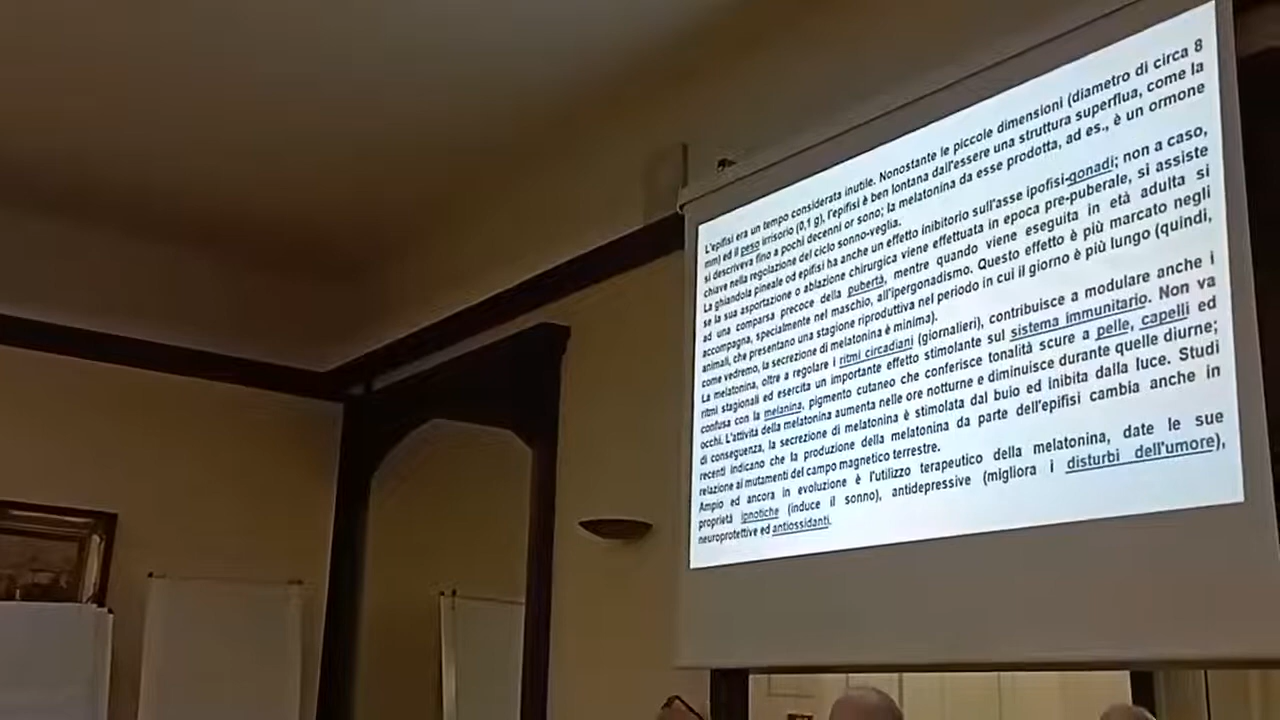 L'epifisi era un tempo considerata inutile. Nonostante le piccole dimensioni (diametro di circa 8
mm) ed il peso irrisorio (0,1 g), l'epifisi è ben lontana dall'essere una struttura superflua, come la
si descriveva fino a pochi decenni or sono; la melatonina da esse prodotta, ad es., è un ormone
chiave nella regolazione del ciclo sonno-veglia.
La ghiandola pineale od epifisi ha anche un effetto inibitorio sull'asse ipofisi-gonadi; non a caso,
se la sua asportazione o ablazione chirurgica viene effettuata in epoca pre-puberale, si assiste
ad una comparsa precoce della pubertà, mentre quando viene eseguita in età adulta si
accompagna, specialmente nel maschio, all'ipergonadismo. Questo effetto è più marcato negli
animali, che presentano una stagione riproduttiva nel periodo in cui il giorno è più lungo (quindi,
come vedremo, la secrezione di melatonina è minima).
La melatonina, oltre a regolare i ritmi circadiani (giornalieri), contribuisce a modulare anche i
ritmi stagionali ed esercita un importante effetto stimolante sul sistema immunitario. Non va
confusa con la melanina, pigmento cutaneo che conferisce tonalità scure a pelle, capelli ed
occhi. L'attività della melatonina aumenta nelle ore notturne e diminuisce durante quelle diurne;
di conseguenza, la secrezione di melatonina è stimolata dal buio ed inibita dalla luce. Studi
recenti indicano che la produzione della melatonina da parte dell'epifisi cambia anche in
relazione ai mutamenti del campo magnetico terrestre.
Ampio ed ancora in evoluzione è l'utilizzo terapeutico della melatonina, date le sue
proprietà ipnotiche (induce il sonno), antidepressive (migliora i disturbi dell'umore),
neuroprotettive ed antiossidanti.